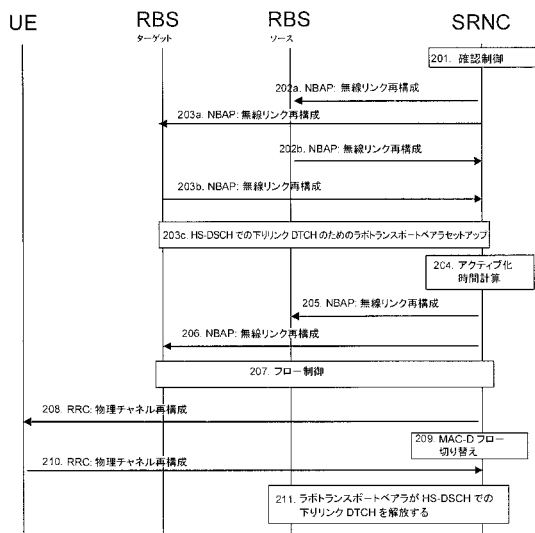 UE
RBS
ターゲット
RBS
ソース
SRNC
201. 確認制御
202a. NBAP: 無線リンク再構成
203a. NBAP: 無線リンク再構成
202b. NBAP: 無線リンク再構成
203b. NBAP: 無線リンク再構成
203c. HS-DSCH での下りリンク DTCH のためのラボトランスポートベアラセットアップ
204. アクティブ化
時間計算
205. NBAP: 無線リンク再構成
206. NBAP: 無線リンク再構成
207. フロー制御
208. RRC: 物理チャネル再構成
209. MAC-D フロー
切り替え
210. RRC: 物理チャネル再構成
211. ラボトランスポートベアラが HS-DSCH での
下りリンク DTCH を解放する